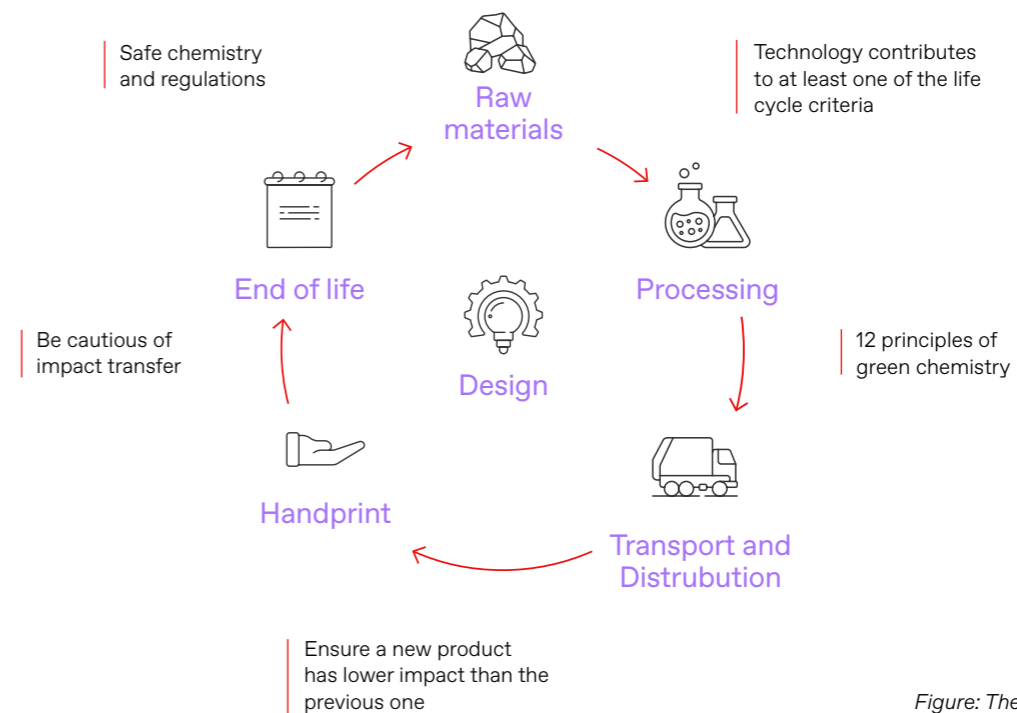 Safe chemistry
and regulations
Raw
materials
Technology contributes
to at least one of the life
cycle criteria
End of life
Processing
Design
Be cautious of
impact transfer
12 principles of
green chemistry
Handprint
Transport and
Distrubution
Ensure a new product
has lower impact than the
previous one
Figure: The